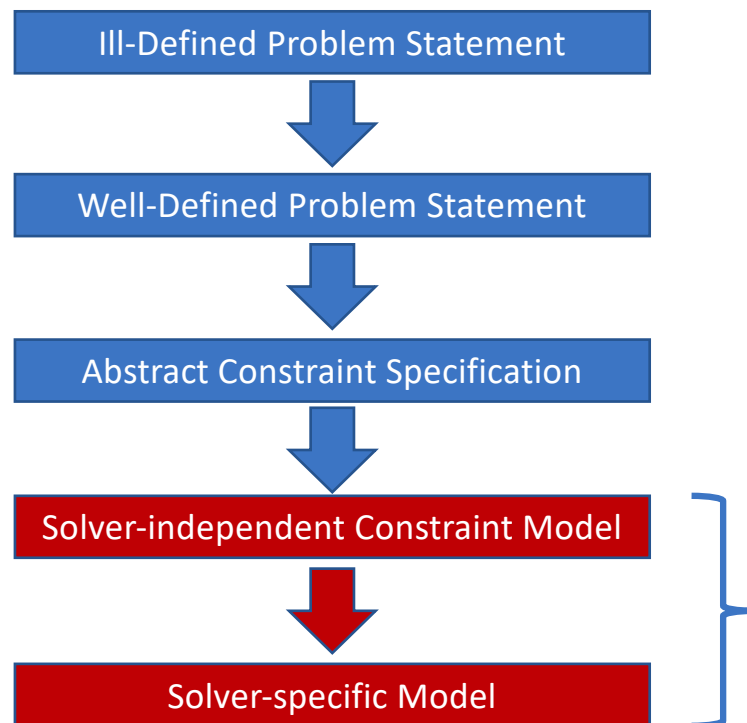 Ill-Defined Problem Statement
Well-Defined Problem Statement
Abstract Constraint Specification
Solver-independent Constraint Model
Solver-specific Model